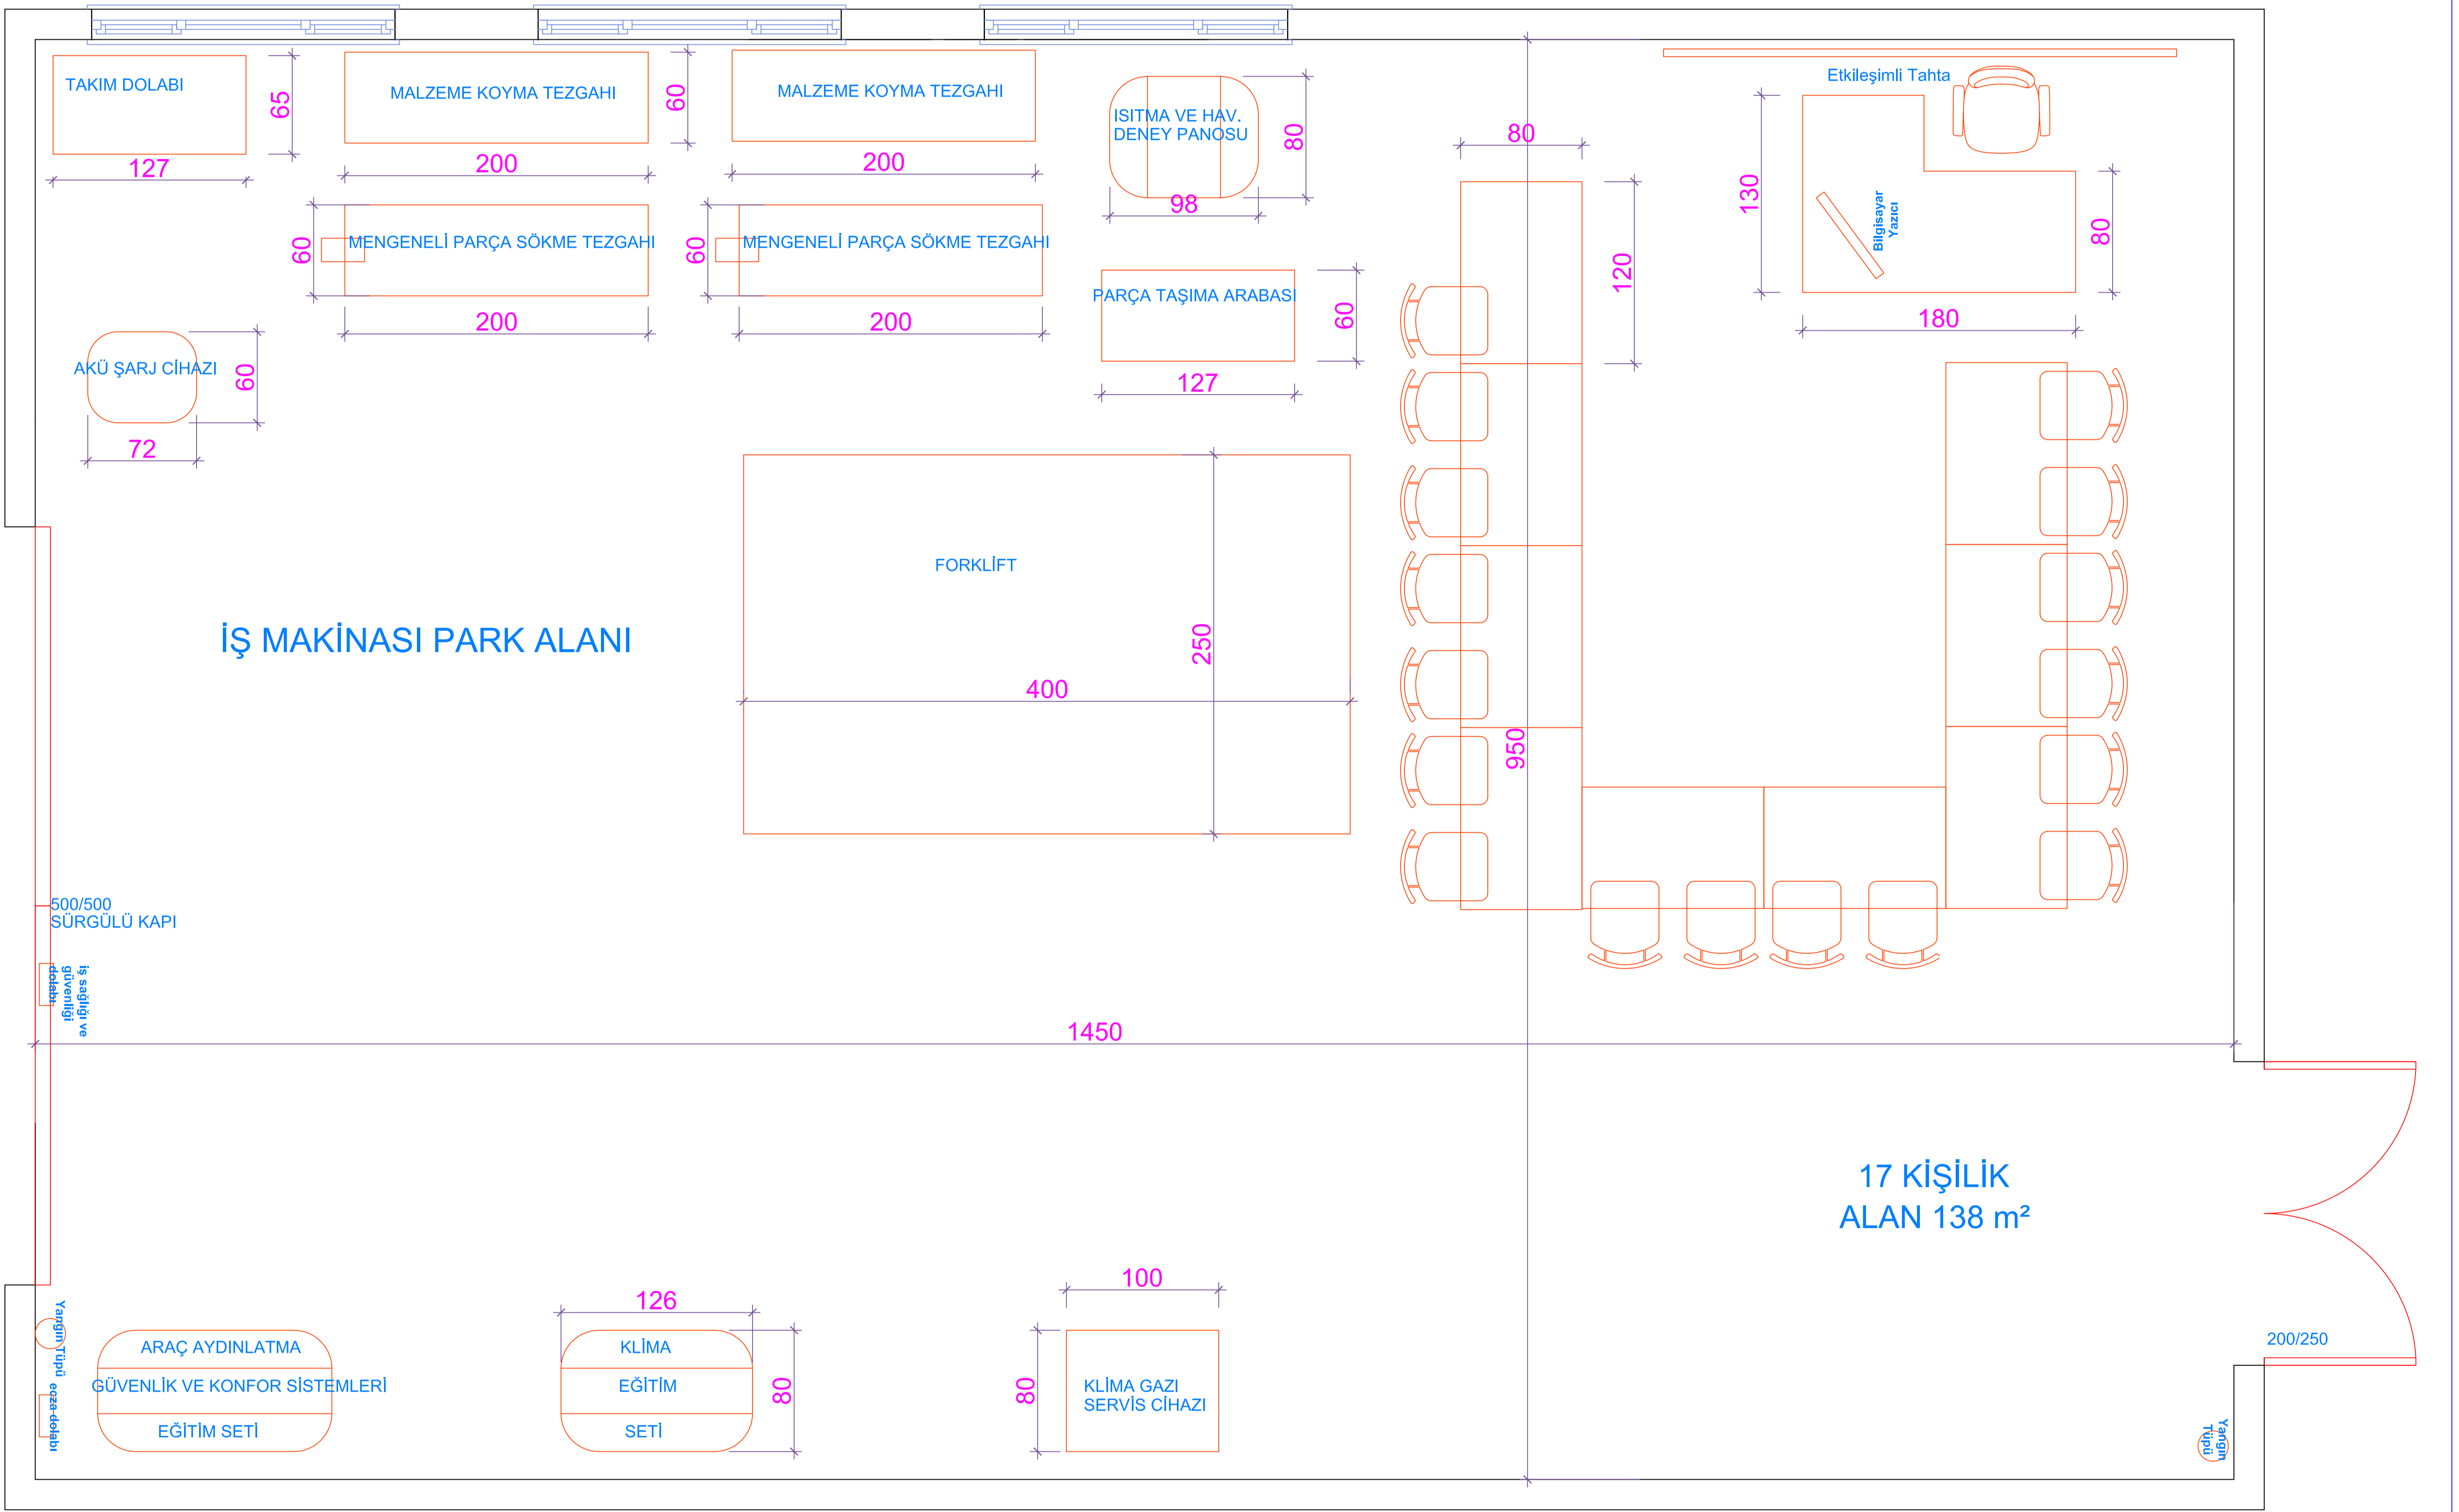 TAKIM DOLABI
65
127
MALZEME KOYMA TEZGAHI
60
200
MALZEME KOYMA TEZGAHI
200
ISITMA VE HAV.
DENEY PANOSU
80
98
80
120
Etkileşimli Tahta
130
Bilgisayar
Yazıcı
80
180
60
MENGENELİ PARÇA SÖKME TEZGAHI
200
60
MENGENELİ PARÇA SÖKME TEZGAHI
200
PARÇA TAŞIMA ARABASI
60
127
AKÜ ŞARJ CİHAZI
60
72
FORKLİFT
250
400
İŞ MAKİNASI PARK ALANI
950
500/500
SÜRGÜLÜ KAPI
iş sağlığı ve
güvenliği
dolabı
1450
17 KİŞİLİK
ALAN 138 m²
200/250
Yangın Tüpü
ecza dolabı
ARAÇ AYDINLATMA
GÜVENLİK VE KONFOR SİSTEMLERİ
EĞİTİM SETİ
126
KLİMA
EĞİTİM
SETİ
80
100
80
KLİMA GAZI
SERVİS CİHAZI
Yangın
Tüpü